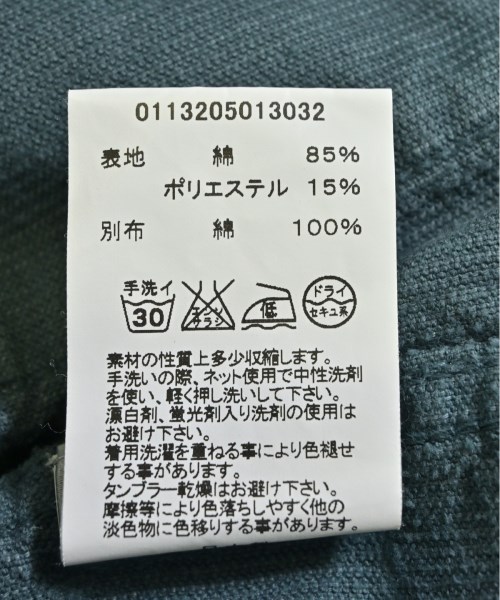 0113205013032
表地 綿 85%
ポリエステル 15%
別布 綿 100%
手洗イ
30
エンソ
サラシ
低
ドライ
セキユ系
素材の性質上多少収縮します。
手洗いの際、ネット使用で中性洗剤
を使い、軽く押し洗いして下さい。
漂白剤、蛍光剤入り洗剤の使用は
お避け下さい。
着用洗濯を重ねる事により色褪せ
する事があります。
タンブラー乾燥はお避け下さい。
摩擦等により色落ちしやすく他の
淡色物に色移りする事があります。